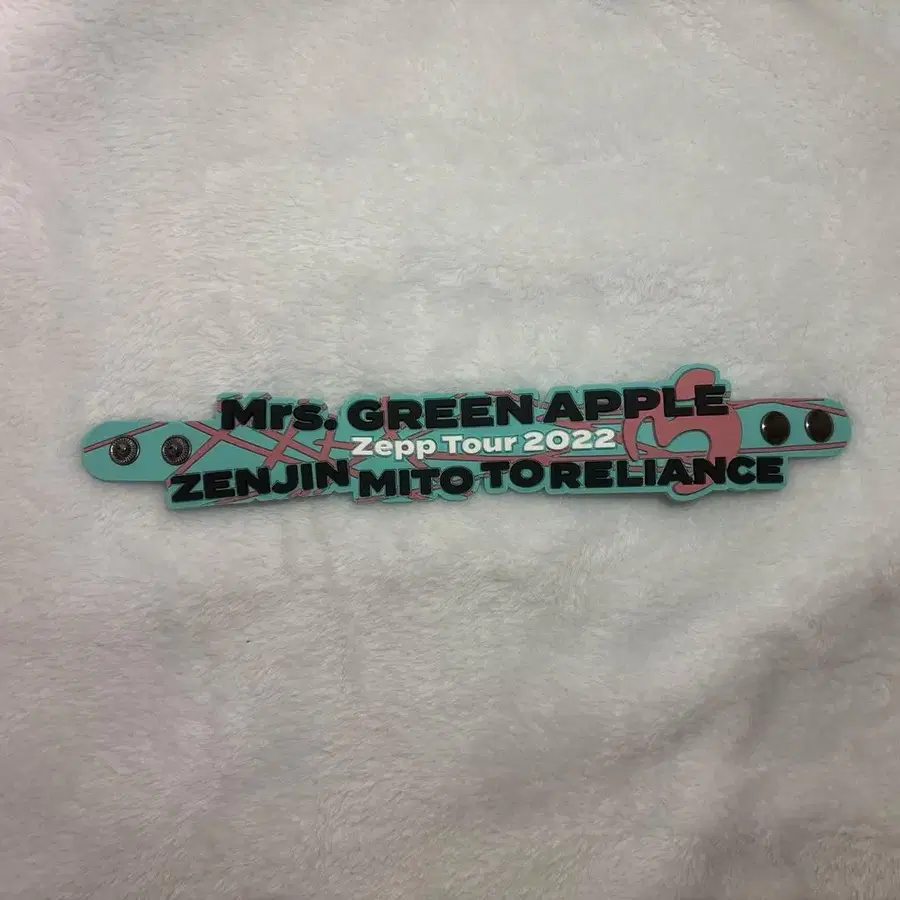 Mrs. GREEN APPLE
Zepp Tour 2022
ZENJIN MITO TO RELIANCE